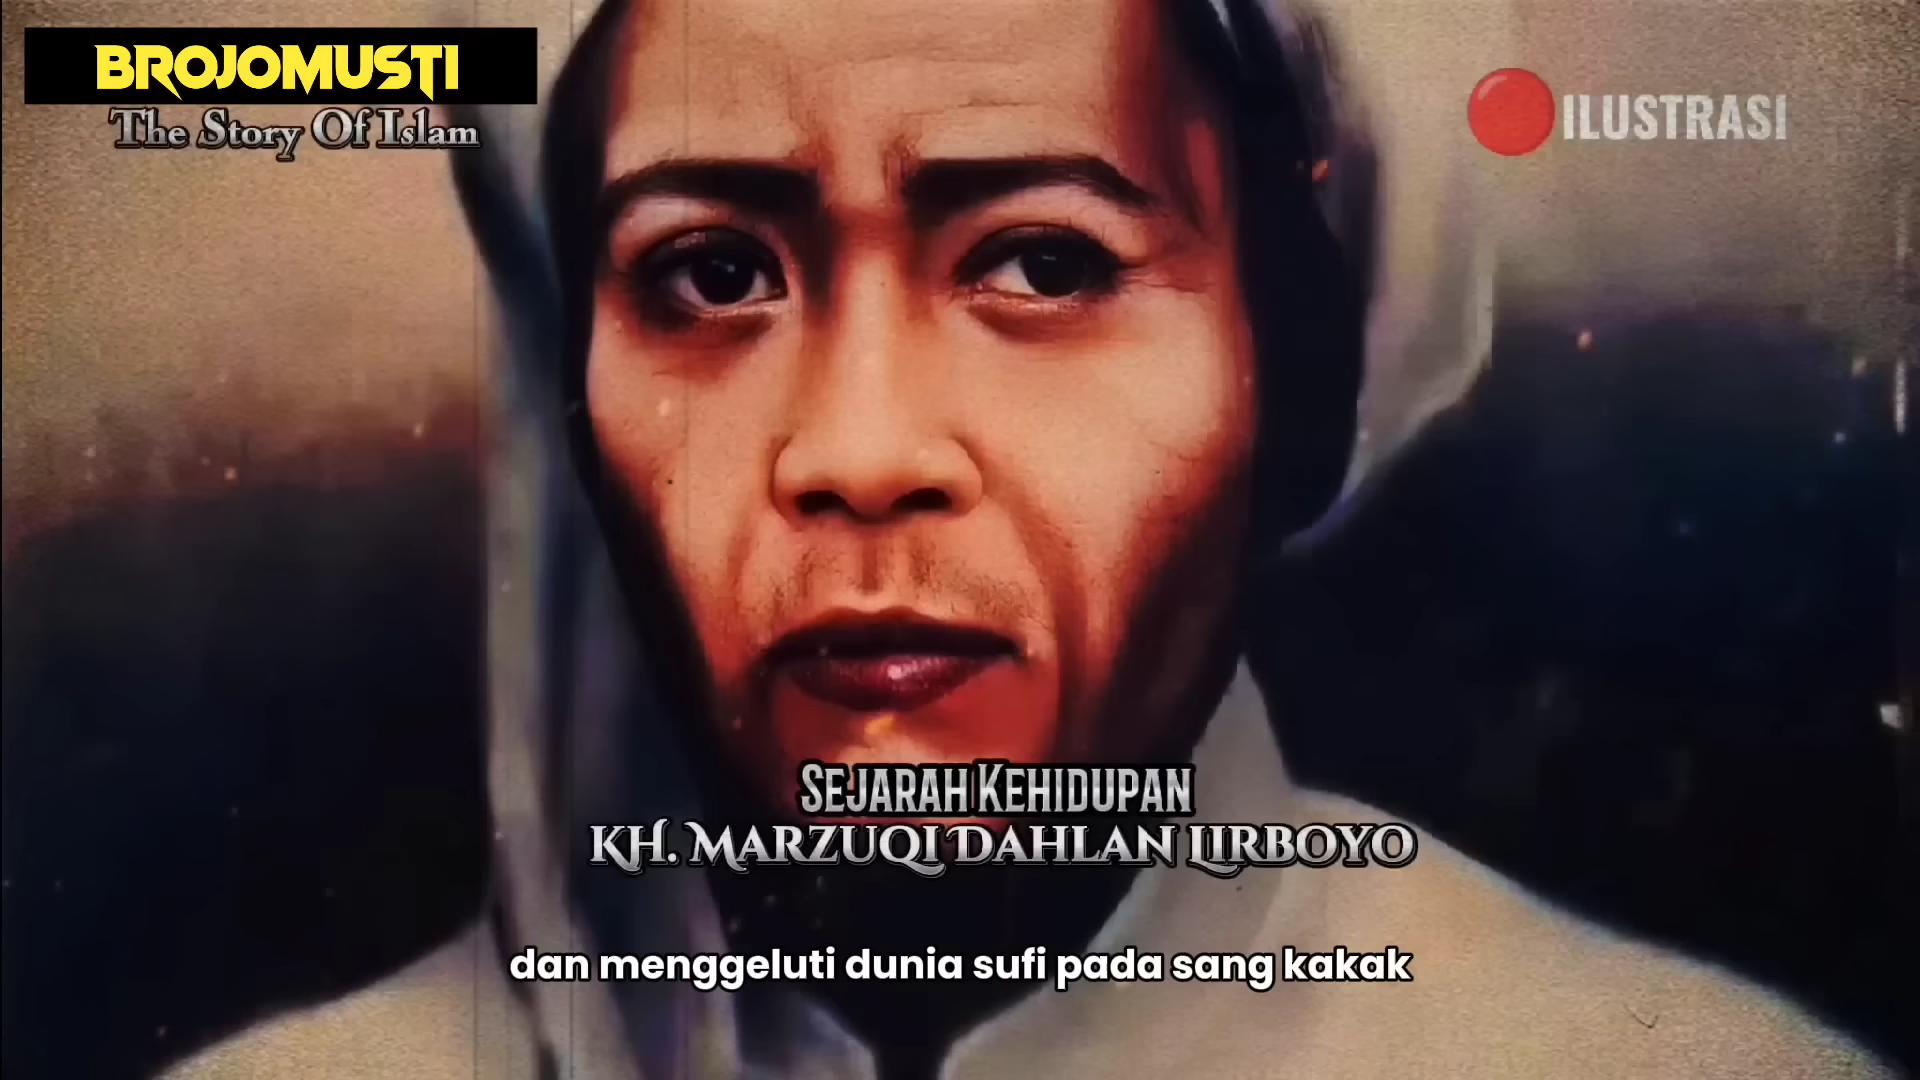 BROJOMUSTI
The Story Of Islam
ILUSTRASI
SEJARAH KEHIDUPAN
KH. MARZUQI DAHLAN LIRBOYO
dan menggeluti dunia sufi pada sang kakak